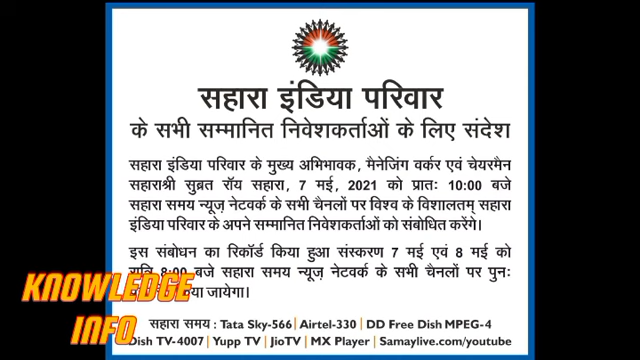 सहारा इंडिया परिवार
के सभी सम्मानित निवेशकर्ताओं के लिए संदेश
सहारा इंडिया परिवार के मुख्य अभिभावक, मैनेजिंग वर्कर एवं चेयरमैन
सहाराश्री सुब्रत रॉय सहारा, 7 मई, 2021 को प्रातः 10:00 बजे
सहारा समय न्यूज़ नेटवर्क के सभी चैनलों पर विश्व के विशालतम् सहारा
इंडिया परिवार के अपने सम्मानित निवेशकर्ताओं को संबोधित करेंगे।
इस संबोधन का रिकॉर्ड किया हुआ संस्करण 7 मई एवं 8 मई को
रात्रि 8:00 बजे सहारा समय न्यूज़ नेटवर्क के सभी चैनलों पर पुनः
या जायेगा।
सहारा समय : Tata Sky-566 | Airtel-330 | DD Free Dish MPEG-4
Dish TV-4007 | Yupp TV | JioTV | MX Player | Samaylive.com/youtube
KNOWLEDGE
INFO